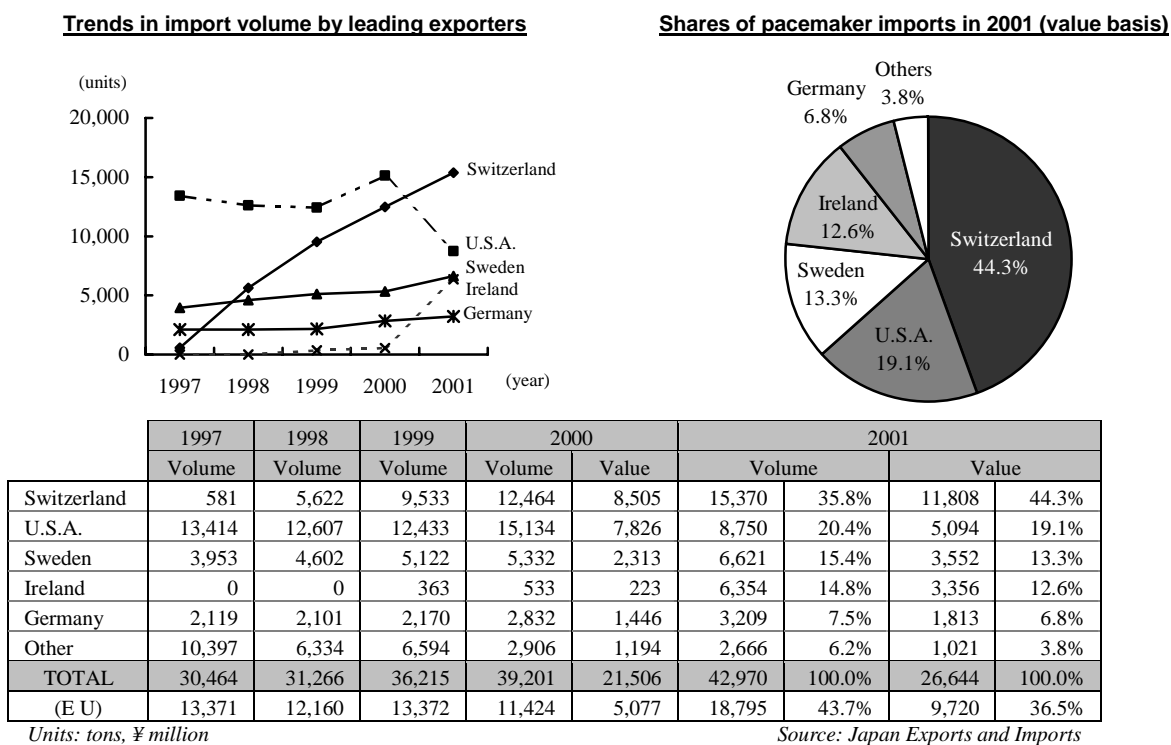 Trends in import volume by leading exporters
(units)
20,000
15,000
10,000
5,000
0
1997 1998 1999 2000 2001 (year)
Switzerland
U.S.A.
Sweden
Ireland
Germany
Shares of pacemaker imports in 2001 (value basis)
Others
3.8%
Germany
6.8%
Ireland
12.6%
Sweden
13.3%
U.S.A.
19.1%
Switzerland
44.3%
1997 1998 1999 2000 2001
Volume Volume Volume Volume Value Volume Value
Switzerland 581 5,622 9,533 12,464 8,505 15,370 35.8% 11,808 44.3%
U.S.A. 13,414 12,607 12,433 15,134 7,826 8,750 20.4% 5,094 19.1%
Sweden 3,953 4,602 5,122 5,332 2,313 6,621 15.4% 3,552 13.3%
Ireland 0 0 363 533 223 6,354 14.8% 3,356 12.6%
Germany 2,119 2,101 2,170 2,832 1,446 3,209 7.5% 1,813 6.8%
Other 10,397 6,334 6,594 2,906 1,194 2,666 6.2% 1,021 3.8%
TOTAL 30,464 31,266 36,215 39,201 21,506 42,970 100.0% 26,644 100.0%
(E U) 13,371 12,160 13,372 11,424 5,077 18,795 43.7% 9,720 36.5%
Units: tons, ¥ million
Source: Japan Exports and Imports